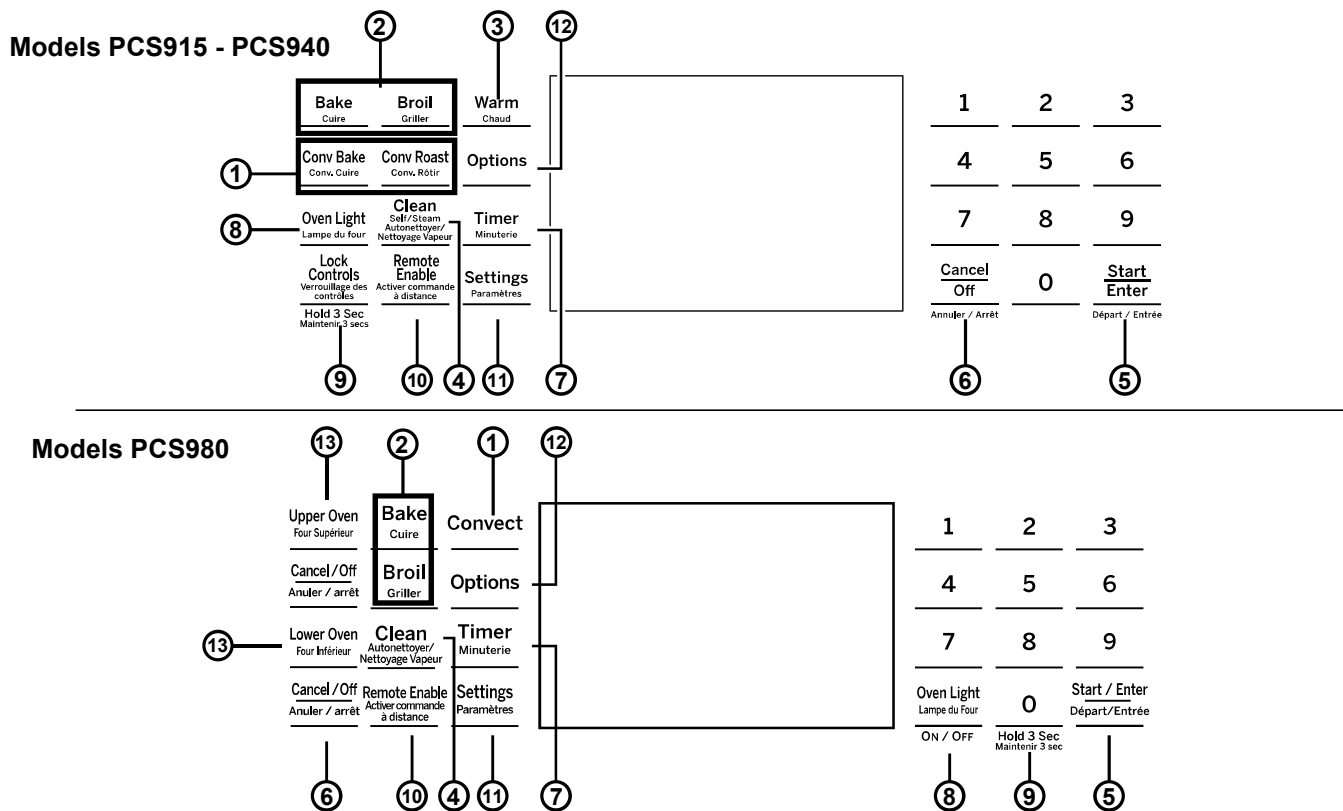 2
3
12
Models PCS915 - PCS940
Bake
Cuire
Broil
Griller
Warm
Chaud
1 2 3
Conv Bake
Conv. Cuire
Conv Roast
Conv. Rôtir
Options
4 5 6
1
Oven Light
Lampe du four
Clean
Self/Steam
Autonettoyer/
Nettoyage Vapeur
Timer
Minuterie
7 8 9
8
Lock
Controls
Verrouillage des
contrôles
Hold 3 Sec
Maintenir 3 secs
Remote
Enable
Activer commande
à distance
Settings
Paramètres
Cancel
Off
Annuler / Arrêt
0
Start
Enter
Départ / Entrée
9
10
4
11
7
6
5
Models PCS980
13
2
1
12
Upper Oven
Four Supérieur
Bake
Cuire
Convect
1 2 3
Cancel/Off
Anuler / arrêt
Broil
Griller
Options
4 5 6
13
Lower Oven
Four Inférieur
Clean
Autonettoyer/
Nettoyage Vapeur
Timer
Minuterie
7 8 9
Cancel/Off
Anuler / arrêt
Remote Enable
Activer commande
à distance
Settings
Paramètres
Oven Light
Lampe du Four
ON / OFF
0
Hold 3 Sec
Maintenir 3 sec
Start / Enter
Départ/Entrée
6
10
4
11
7
8
9
5